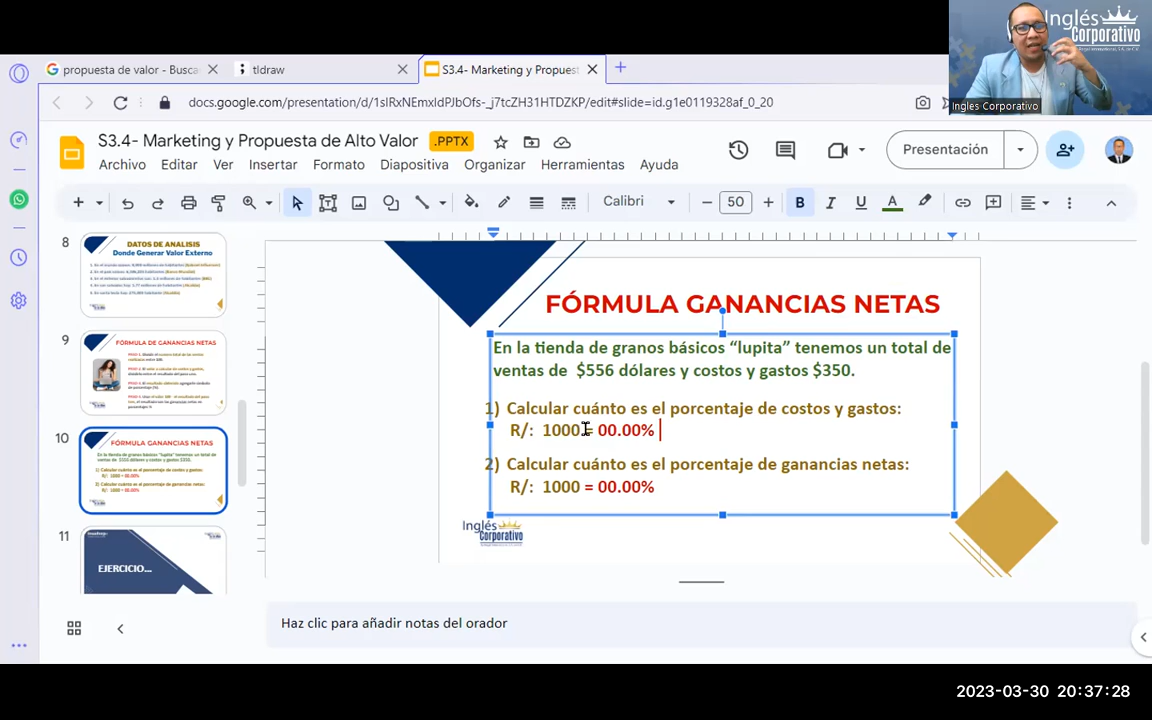 Inglés
Corporativo
Ingles Corporativo
propuesta de valor - Busca
tldraw
S3.4- Marketing y Propuest
docs.google.com/presentation/d/1sIRxNEmxIdPJbOfs-_j7tcZH31HTDZKP/edit#slide=id.g1e0119328af_0_20
S3.4- Marketing y Propuesta de Alto Valor .PPTX
Archivo Editar Ver Insertar Formato Diapositiva Organizar Herramientas Ayuda
Presentación
Calibri
50
B I U A
8
DATOS DE ANALISIS
Donde Generar Valor Externo
9
FÓRMULA DE GANANCIAS NETAS
10
FÓRMULA GANANCIAS NETAS
11
EJERCICIO...
FÓRMULA GANANCIAS NETAS
En la tienda de granos básicos “lupita” tenemos un total de
ventas de $556 dólares y costos y gastos $350.
1) Calcular cuánto es el porcentaje de costos y gastos:
R/: 1000 = 00.00%
2) Calcular cuánto es el porcentaje de ganancias netas:
R/: 1000 = 00.00%
Inglés
Corporativo
Haz clic para añadir notas del orador
2023-03-30 20:37:28